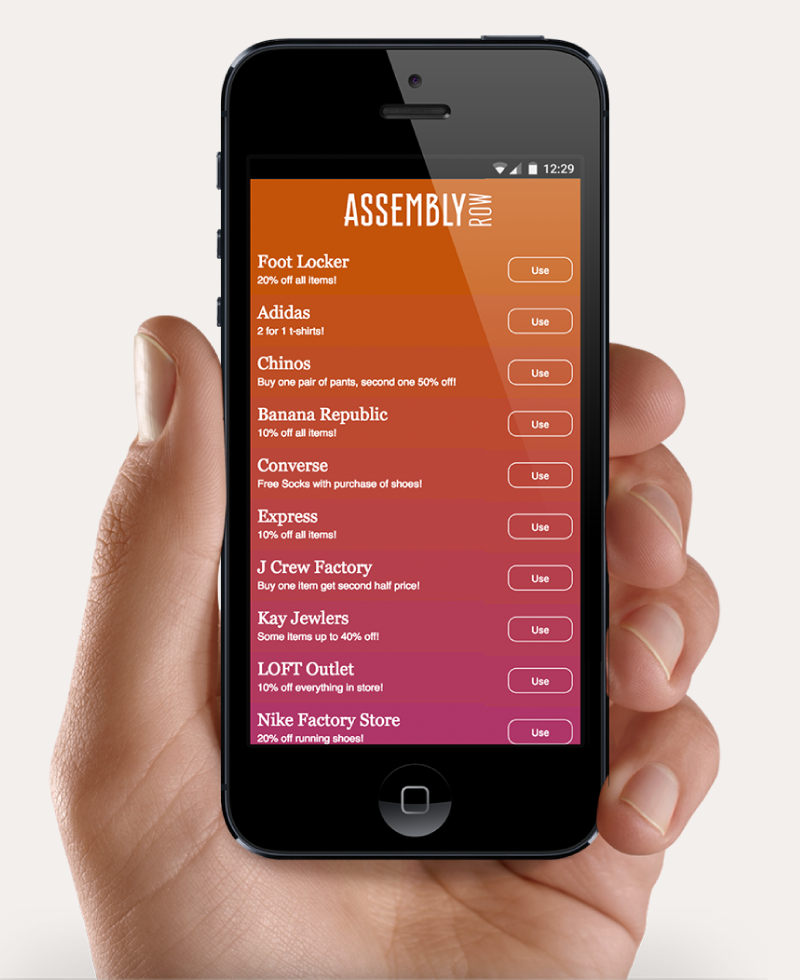 12:29
ASSEMBLY ROW
Foot Locker
20% off all items!
Use
Adidas
2 for 1 t-shirts!
Use
Chinos
Buy one pair of pants, second one 50% off!
Use
Banana Republic
10% off all items!
Use
Converse
Free Socks with purchase of shoes!
Use
Express
10% off all items!
Use
J Crew Factory
Buy one item get second half price!
Use
Kay Jewlers
Some items up to 40% off!
Use
LOFT Outlet
10% off everything in store!
Use
Nike Factory Store
20% off running shoes!
Use